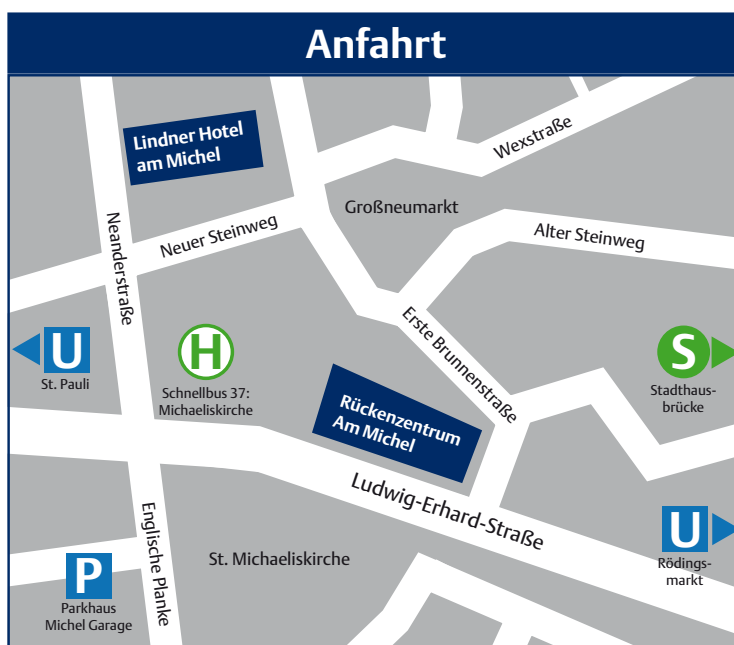 Anfahrt
Lindner Hotel
am Michel
Wexstraße
Großneumarkt
Neuer Steinweg
Alter Steinweg
Neanderstraße
U
St. Pauli
H
Schnellbus 37:
Michaeliskirche
Erste Brunnenstraße
S
Stadthaus-
brücke
Rückenzentrum
Am Michel
Ludwig-Erhard-Straße
U
Rödings-
markt
Englische Planke
St. Michaeliskirche
P
Parkhaus
Michel Garage